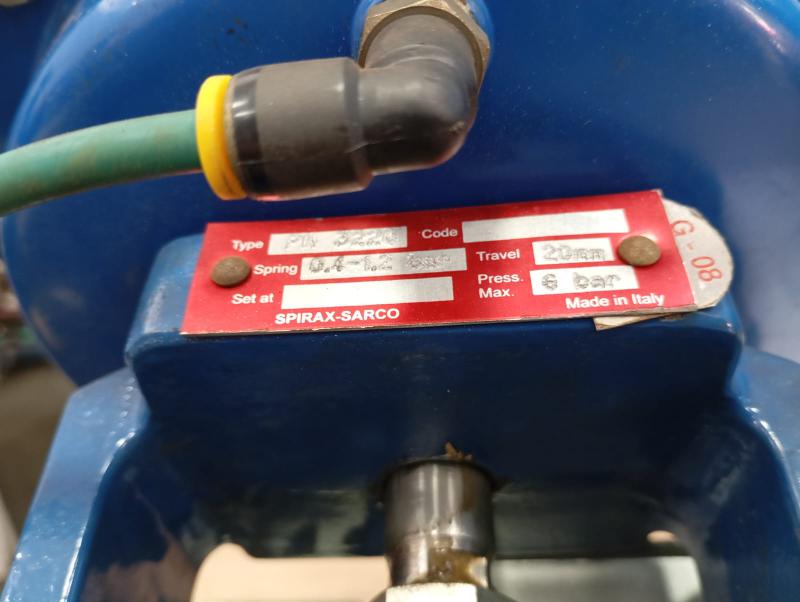 Type PN 3220 Code
Spring 0.4-1.2 bar Travel 20mm
Set at Press. Max. 6 bar
SPIRAX-SARCO Made in Italy
G-08